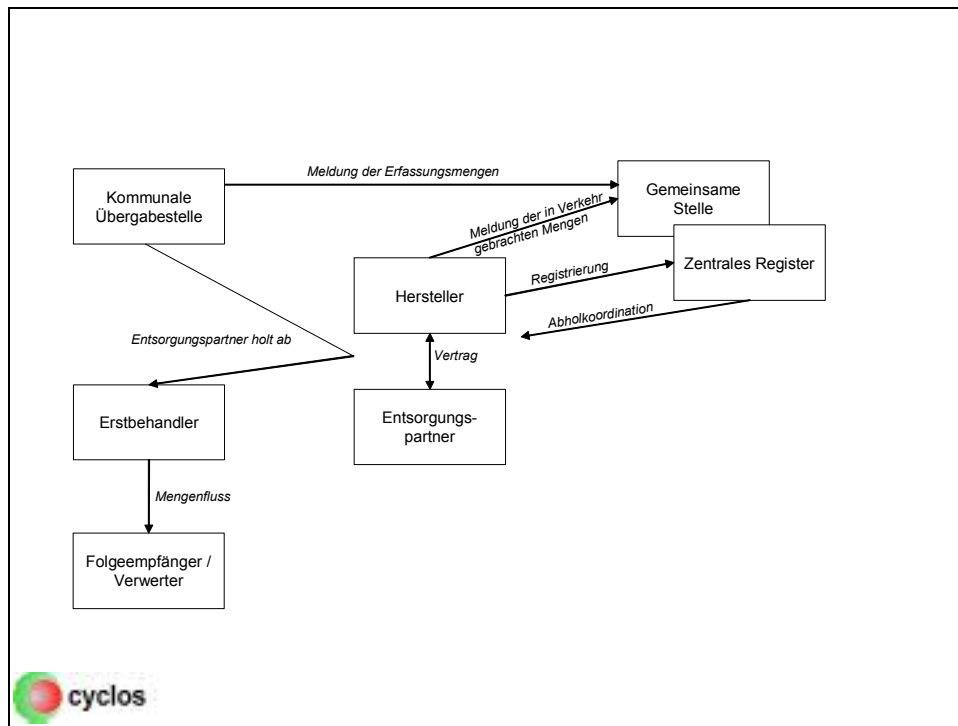 Meldung der Erfassungsmengen
Kommunale
Übergabestelle
Gemeinsame
Stelle
Meldung der in Verkehr
gebrachten Mengen
Zentrales Register
Hersteller
Registrierung
Abholkoordination
Entsorgungspartner holt ab
Vertrag
Erstbehandler
Entsorgungs-
partner
Mengenfluss
Folgeempfänger /
Verwerter
cyclos